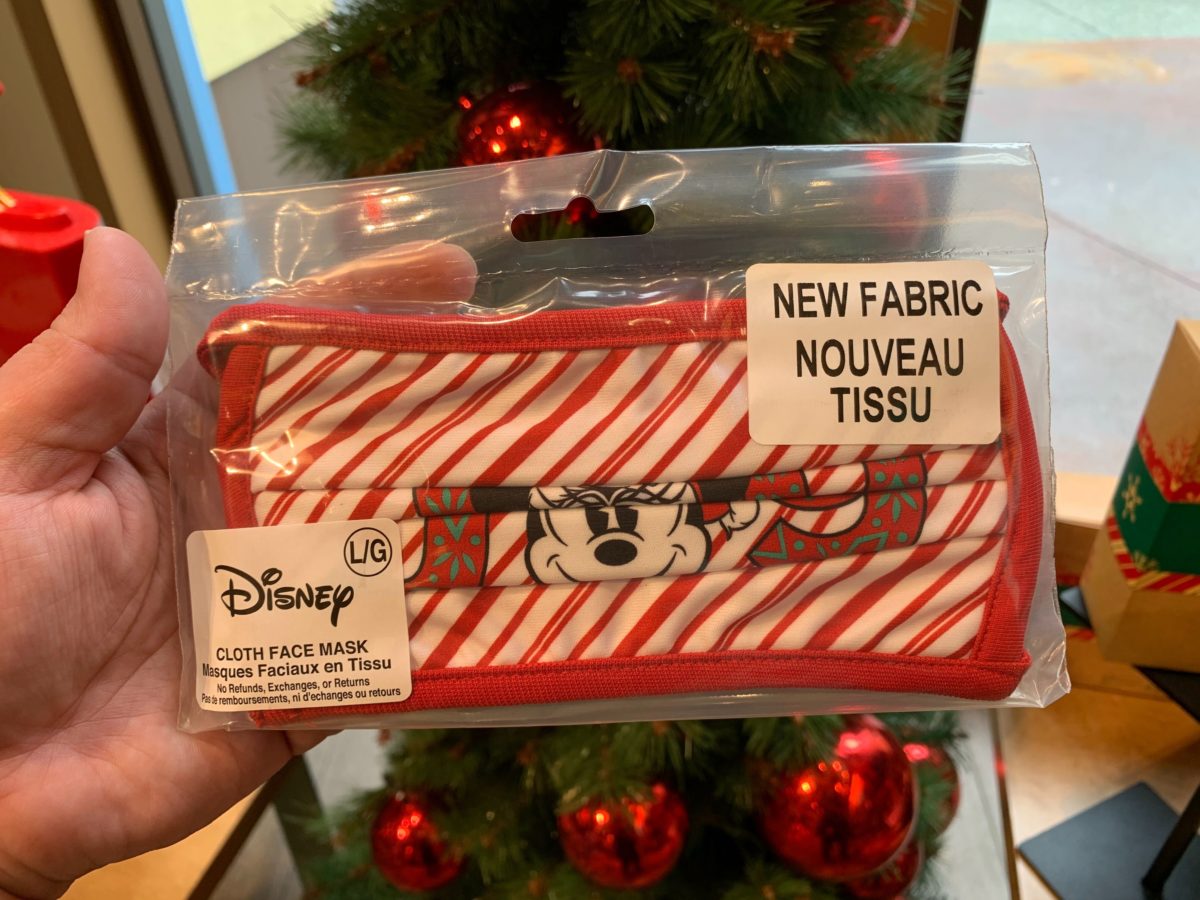 NEW FABRIC
NOUVEAU
TISSU
L/G
Disney
CLOTH FACE MASK
Masques Faciaux en Tissu
No Refunds, Exchanges, or Returns
Pas de remboursements, ni d'echanges ou retours